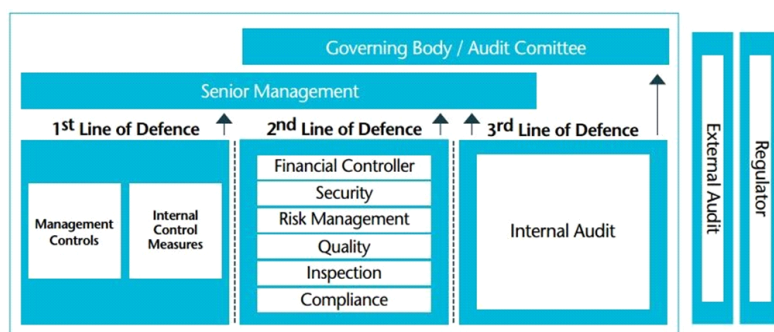 Governing Body / Audit Comittee
Senior Management
1st Line of Defence
2nd Line of Defence
3rd Line of Defence
Management
Controls
Internal
Control
Measures
Financial Controller
Security
Risk Management
Quality
Inspection
Compliance
Internal Audit
External Audit
Regulator